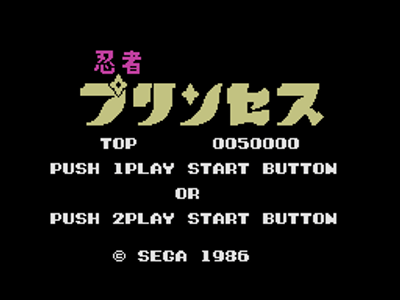 忍者
プリンセス
TOP 0050000
PUSH 1PLAY START BUTTON
OR
PUSH 2PLAY START BUTTON
© SEGA 1986